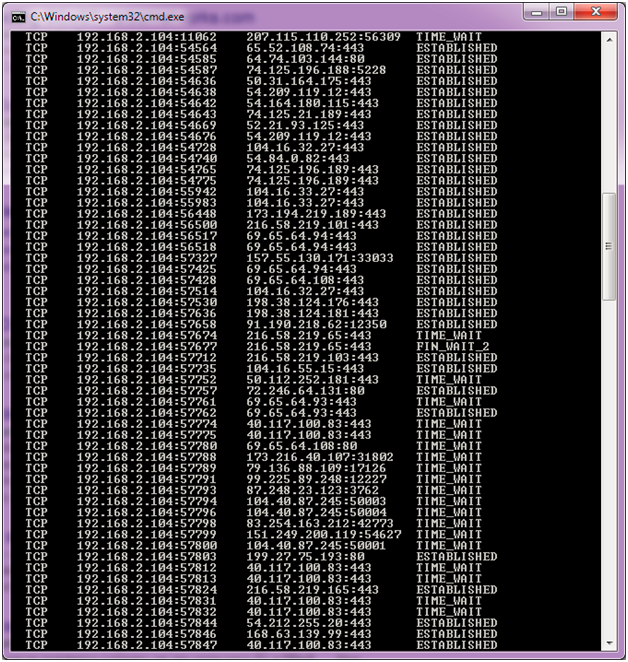 C:\Windows\system32\cmd.exe
TCP 192.168.2.104:11062 207.115.110.252:56309 TIME_WAIT
TCP 192.168.2.104:54564 65.52.108.74:443 ESTABLISHED
TCP 192.168.2.104:54585 64.74.103.144:80 ESTABLISHED
TCP 192.168.2.104:54587 74.125.196.188:5228 ESTABLISHED
TCP 192.168.2.104:54636 50.31.164.175:443 ESTABLISHED
TCP 192.168.2.104:54638 54.209.119.12:443 ESTABLISHED
TCP 192.168.2.104:54642 54.164.180.115:443 ESTABLISHED
TCP 192.168.2.104:54643 74.125.21.189:443 ESTABLISHED
TCP 192.168.2.104:54669 52.21.93.125:443 ESTABLISHED
TCP 192.168.2.104:54676 54.209.119.12:443 ESTABLISHED
TCP 192.168.2.104:54728 104.16.32.27:443 ESTABLISHED
TCP 192.168.2.104:54740 54.84.0.82:443 ESTABLISHED
TCP 192.168.2.104:54765 74.125.196.189:443 ESTABLISHED
TCP 192.168.2.104:54775 74.125.196.189:443 ESTABLISHED
TCP 192.168.2.104:55942 104.16.33.27:443 ESTABLISHED
TCP 192.168.2.104:55983 104.16.33.27:443 ESTABLISHED
TCP 192.168.2.104:56448 173.194.219.189:443 ESTABLISHED
TCP 192.168.2.104:56500 216.58.219.101:443 ESTABLISHED
TCP 192.168.2.104:56517 69.65.64.94:443 ESTABLISHED
TCP 192.168.2.104:56518 69.65.64.94:443 ESTABLISHED
TCP 192.168.2.104:57327 157.55.130.171:33033 ESTABLISHED
TCP 192.168.2.104:57425 69.65.64.94:443 ESTABLISHED
TCP 192.168.2.104:57428 69.65.64.108:443 ESTABLISHED
TCP 192.168.2.104:57514 104.16.32.27:443 ESTABLISHED
TCP 192.168.2.104:57530 198.38.124.176:443 ESTABLISHED
TCP 192.168.2.104:57636 198.38.124.181:443 ESTABLISHED
TCP 192.168.2.104:57658 91.190.218.62:12350 ESTABLISHED
TCP 192.168.2.104:57674 216.58.219.65:443 TIME_WAIT
TCP 192.168.2.104:57677 216.58.219.65:443 FIN_WAIT_2
TCP 192.168.2.104:57712 216.58.219.103:443 ESTABLISHED
TCP 192.168.2.104:57735 104.16.55.15:443 ESTABLISHED
TCP 192.168.2.104:57752 50.112.252.181:443 TIME_WAIT
TCP 192.168.2.104:57757 72.246.64.131:80 ESTABLISHED
TCP 192.168.2.104:57761 69.65.64.93:443 TIME_WAIT
TCP 192.168.2.104:57762 69.65.64.93:443 ESTABLISHED
TCP 192.168.2.104:57774 40.117.100.83:443 TIME_WAIT
TCP 192.168.2.104:57775 40.117.100.83:443 TIME_WAIT
TCP 192.168.2.104:57780 69.65.64.108:80 TIME_WAIT
TCP 192.168.2.104:57788 173.216.40.107:31802 TIME_WAIT
TCP 192.168.2.104:57789 79.136.88.109:17126 TIME_WAIT
TCP 192.168.2.104:57791 99.225.89.248:12227 TIME_WAIT
TCP 192.168.2.104:57793 87.248.23.123:3762 TIME_WAIT
TCP 192.168.2.104:57794 104.40.87.245:50003 TIME_WAIT
TCP 192.168.2.104:57796 104.40.87.245:50004 TIME_WAIT
TCP 192.168.2.104:57798 83.254.163.212:42773 TIME_WAIT
TCP 192.168.2.104:57799 151.249.200.119:54627 TIME_WAIT
TCP 192.168.2.104:57800 104.40.87.245:50001 TIME_WAIT
TCP 192.168.2.104:57803 199.27.75.193:80 ESTABLISHED
TCP 192.168.2.104:57812 40.117.100.83:443 TIME_WAIT
TCP 192.168.2.104:57813 40.117.100.83:443 TIME_WAIT
TCP 192.168.2.104:57824 216.58.219.165:443 ESTABLISHED
TCP 192.168.2.104:57831 40.117.100.83:443 TIME_WAIT
TCP 192.168.2.104:57832 40.117.100.83:443 TIME_WAIT
TCP 192.168.2.104:57844 54.212.255.20:443 ESTABLISHED
TCP 192.168.2.104:57846 168.63.139.99:443 ESTABLISHED
TCP 192.168.2.104:57847 40.117.100.83:443 ESTABLISHED